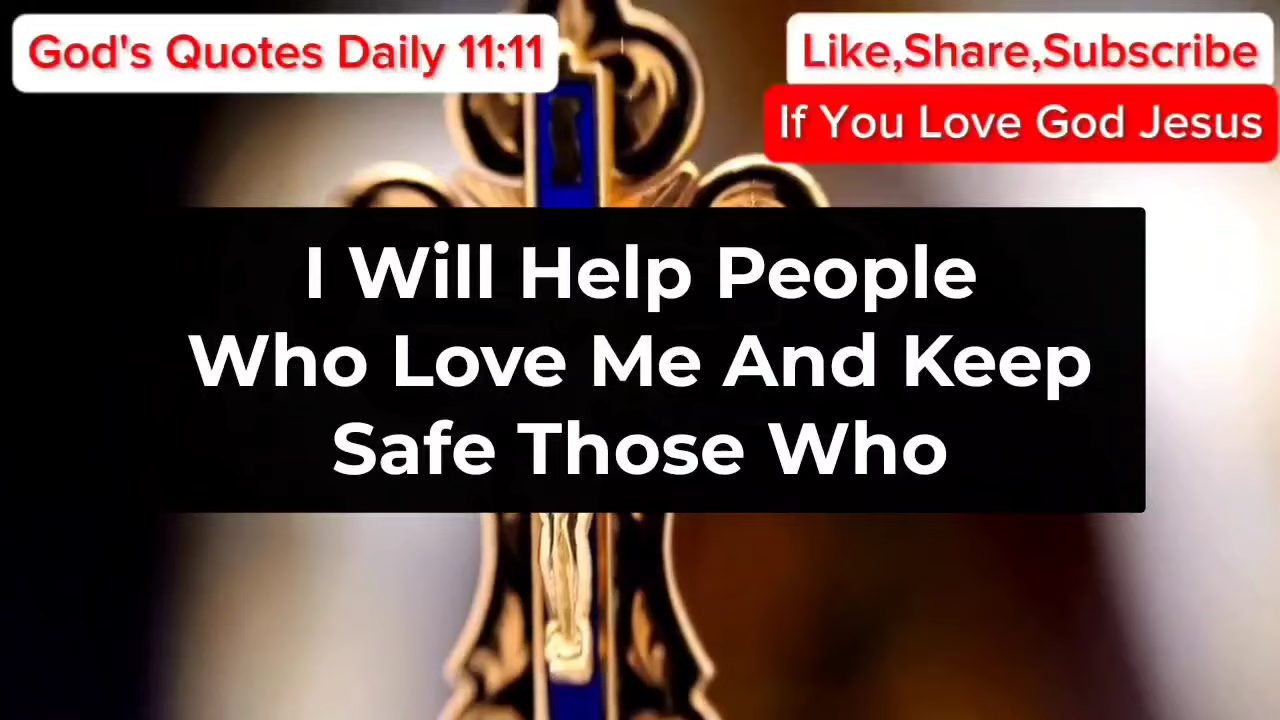 God's Quotes Daily 11:11
Like,Share,Subscribe
If You Love God Jesus
I Will Help People
Who Love Me And Keep
Safe Those Who